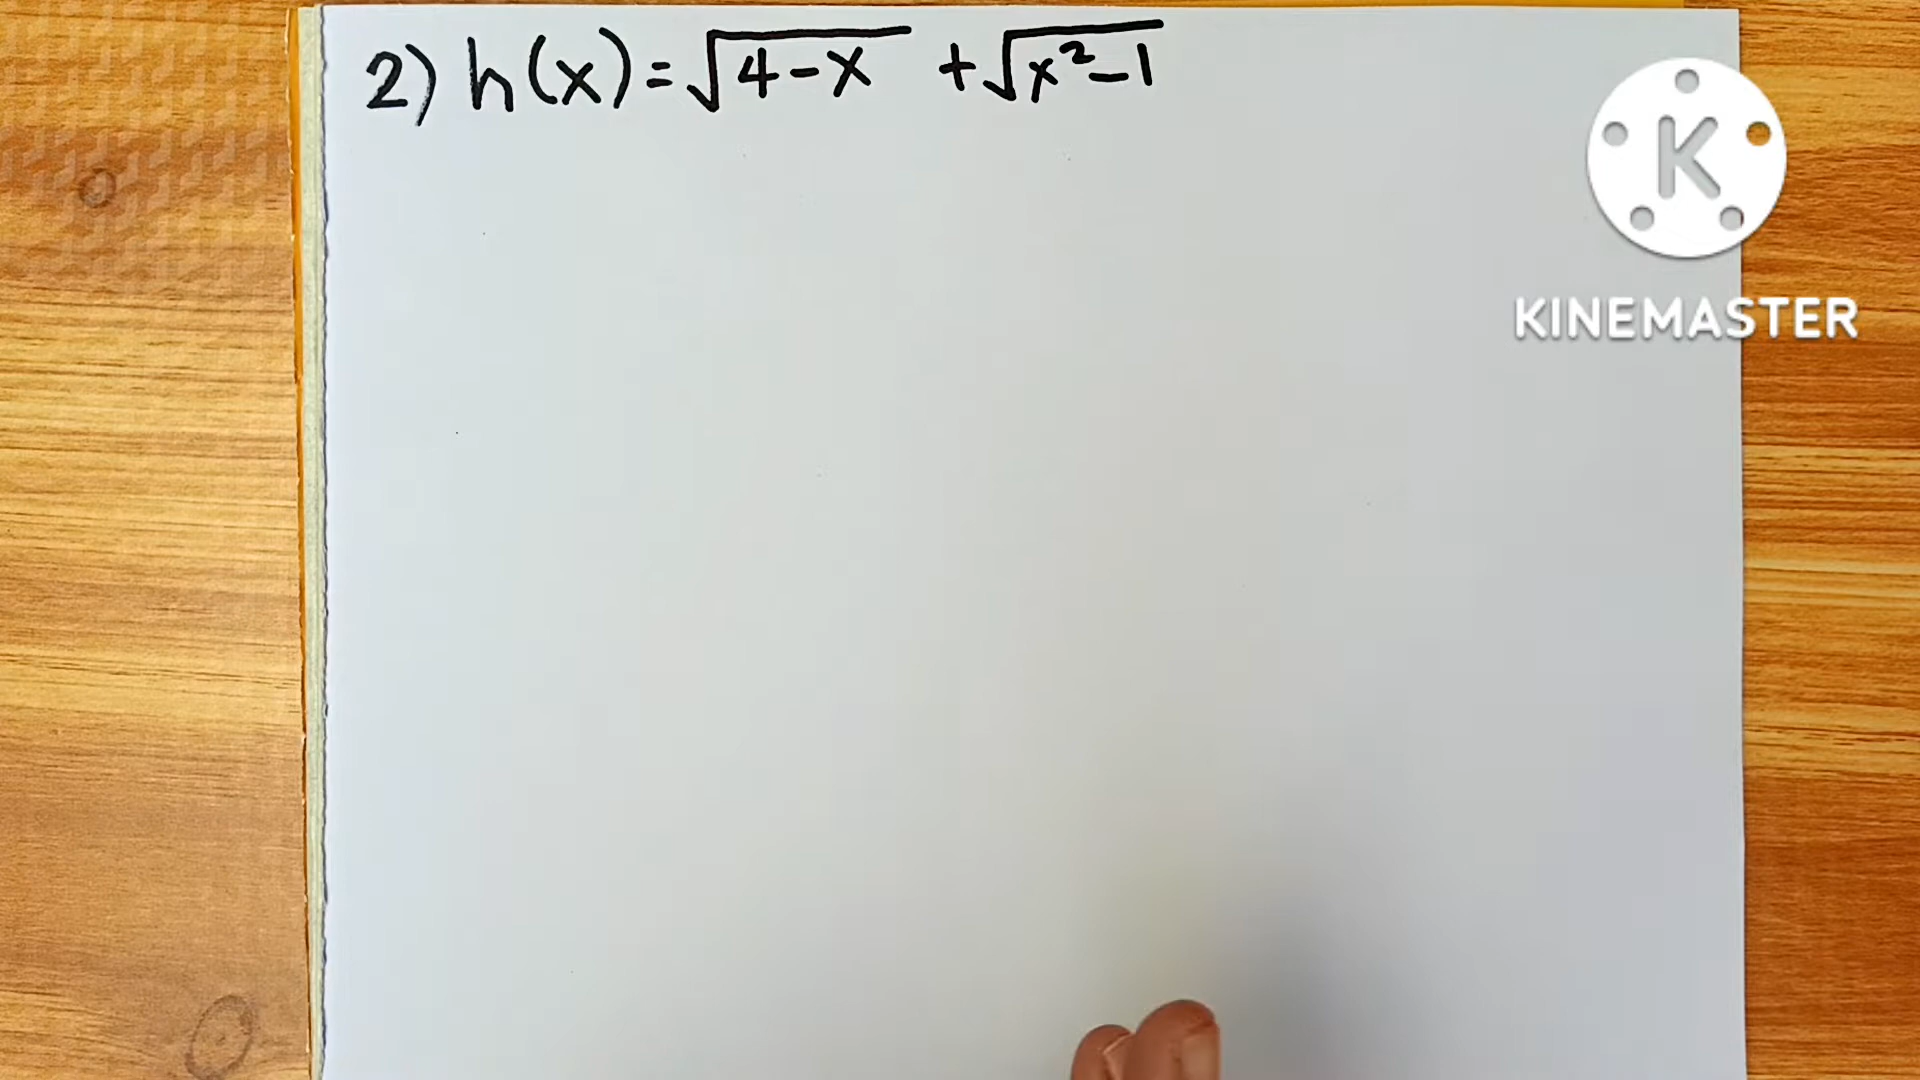 2) h(x) = √4-x + √x²-1
K
KINEMASTER